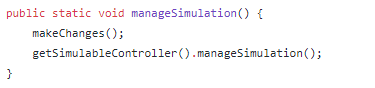 public static void manageSimulation() {
    makeChanges();
    getSimulableController().manageSimulation();
}